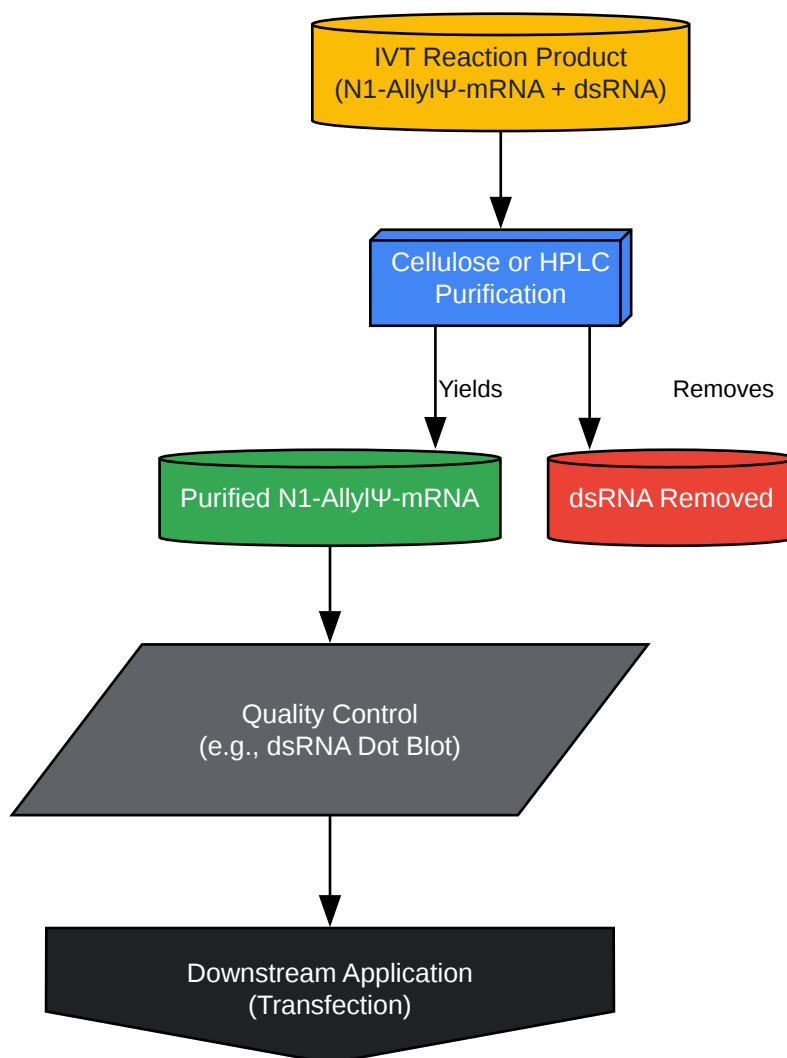 IVT Reaction Product
(N1-AllylΨ-mRNA + dsRNA)
Cellulose or HPLC
Purification
Yields
Removes
Purified N1-AllylΨ-mRNA
dsRNA Removed
Quality Control
(e.g., dsRNA Dot Blot)
Downstream Application
(Transfection)